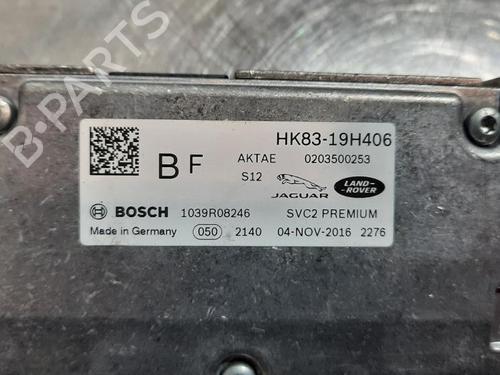 B-PARTS
HK83-19H406
B F
AKTAE 0203500253
S12 JAGUAR LAND-ROVER
BOSCH 1039R08246 SVC2 PREMIUM
Made in Germany 050 2140 04-NOV-2016 2276